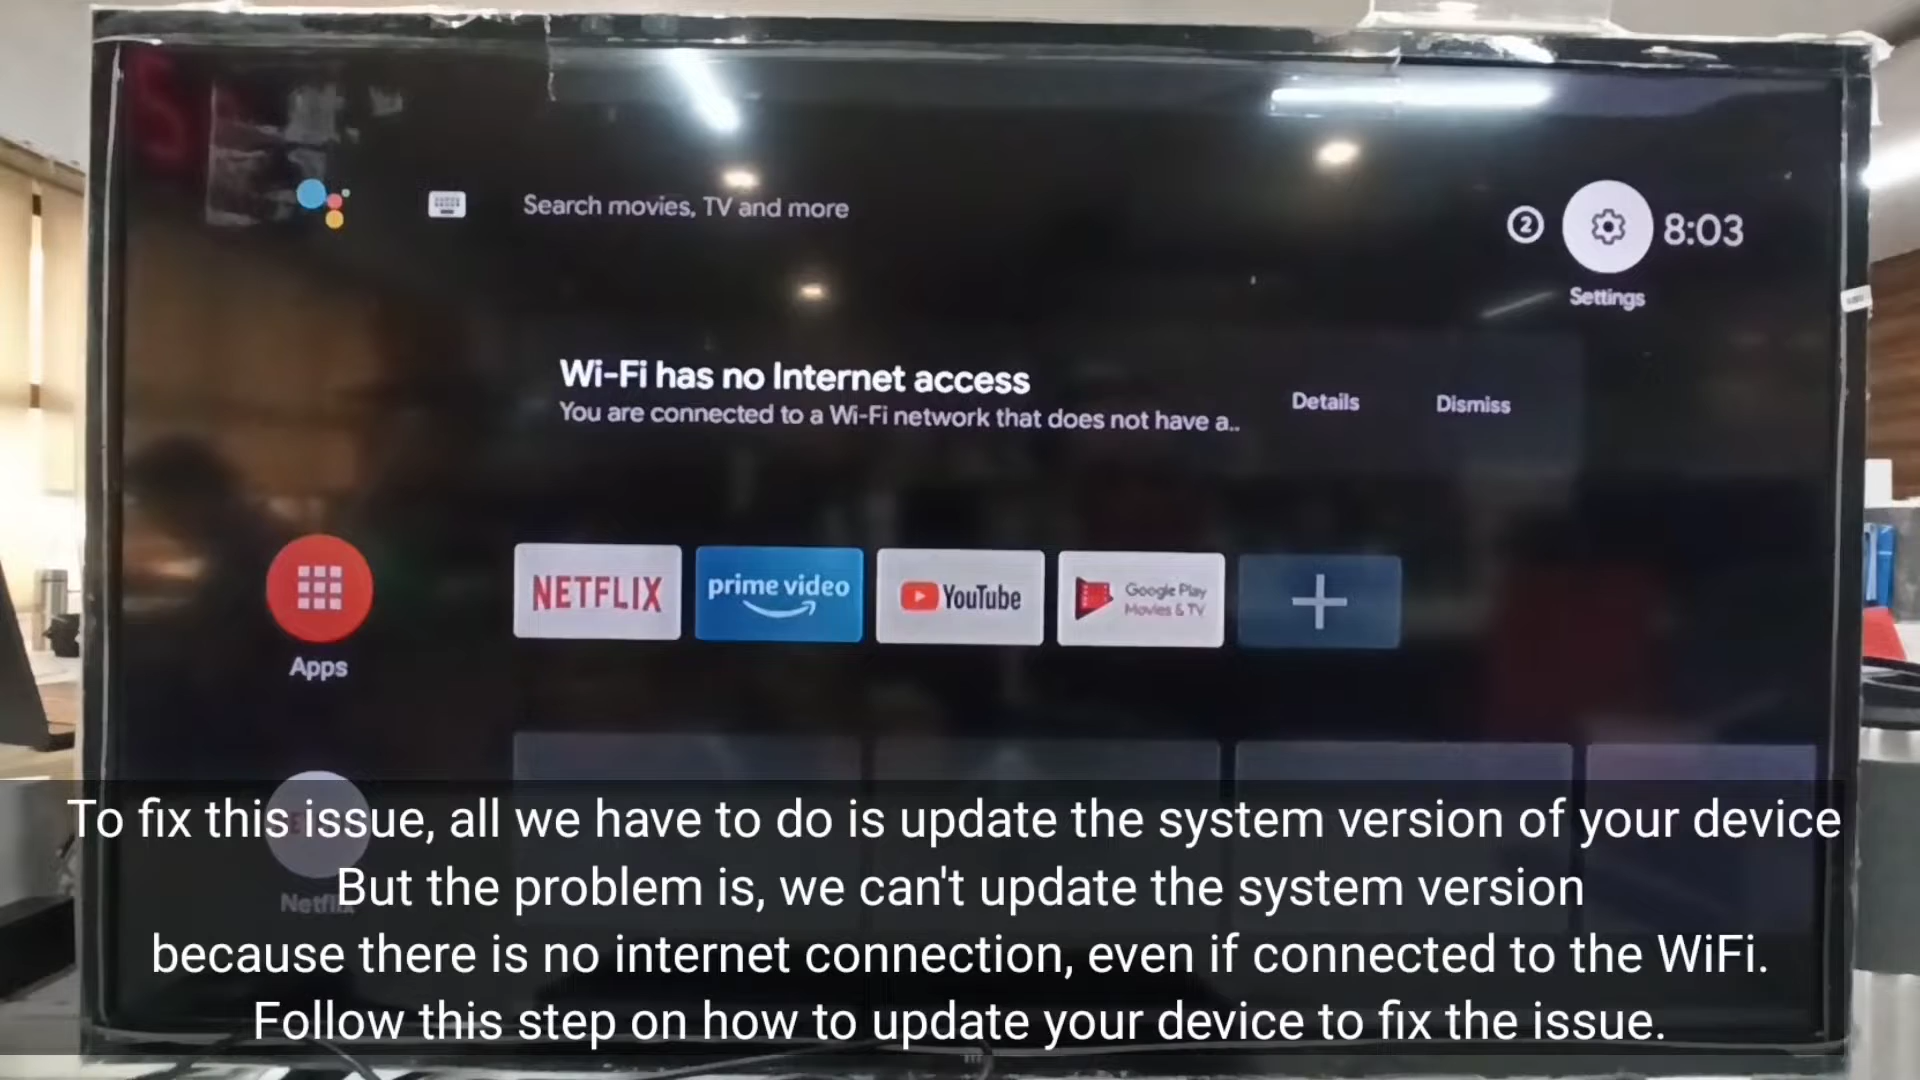 Search movies, TV and more
2
8:03
Settings
Wi-Fi has no Internet access
You are connected to a Wi-Fi network that does not have a..
Details
Dismiss
NETFLIX
prime video
YouTube
Google Play
Movies & TV
Apps
Netflix
To fix this issue, all we have to do is update the system version of your device
But the problem is, we can't update the system version
because there is no internet connection, even if connected to the WiFi.
Follow this step on how to update your device to fix the issue.